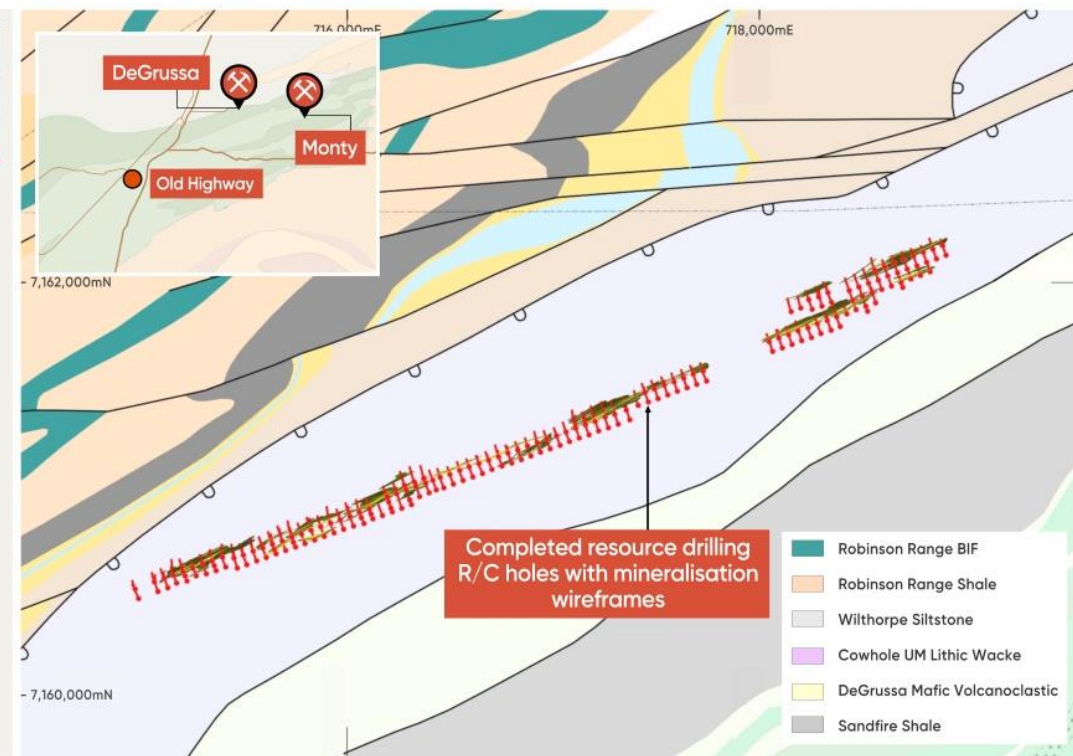 716,000mE
718,000mE
DeGrussa
Monty
Old Highway
7,162,000mN
Completed resource drilling
R/C holes with mineralisation
wireframes
7,160,000mN
Robinson Range BIF
Robinson Range Shale
Wilthorpe Siltstone
Cowhole UM Lithic Wacke
DeGrussa Mafic Volcanoclastic
Sandfire Shale